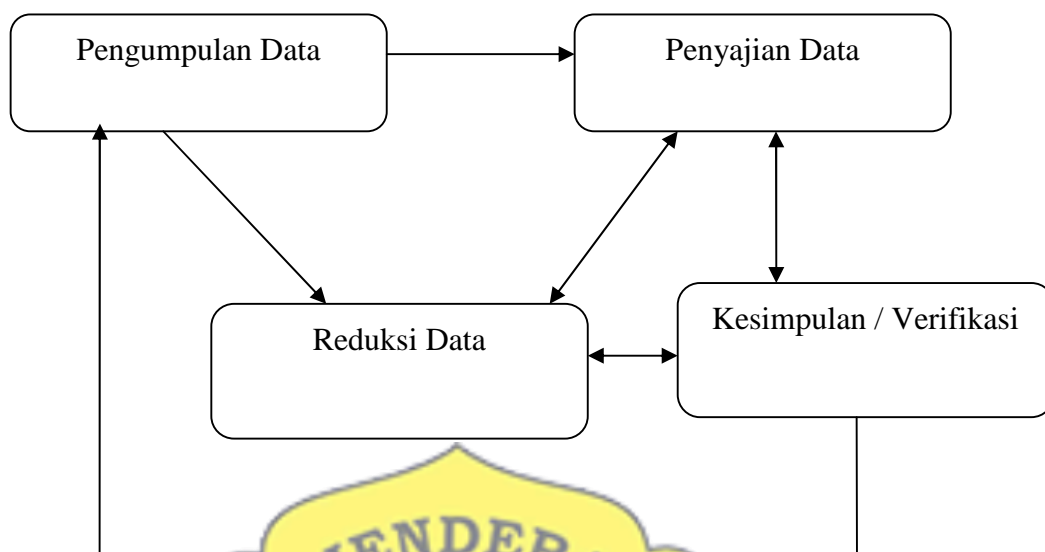 Pengumpulan Data
Penyajian Data
Reduksi Data
Kesimpulan / Verifikasi